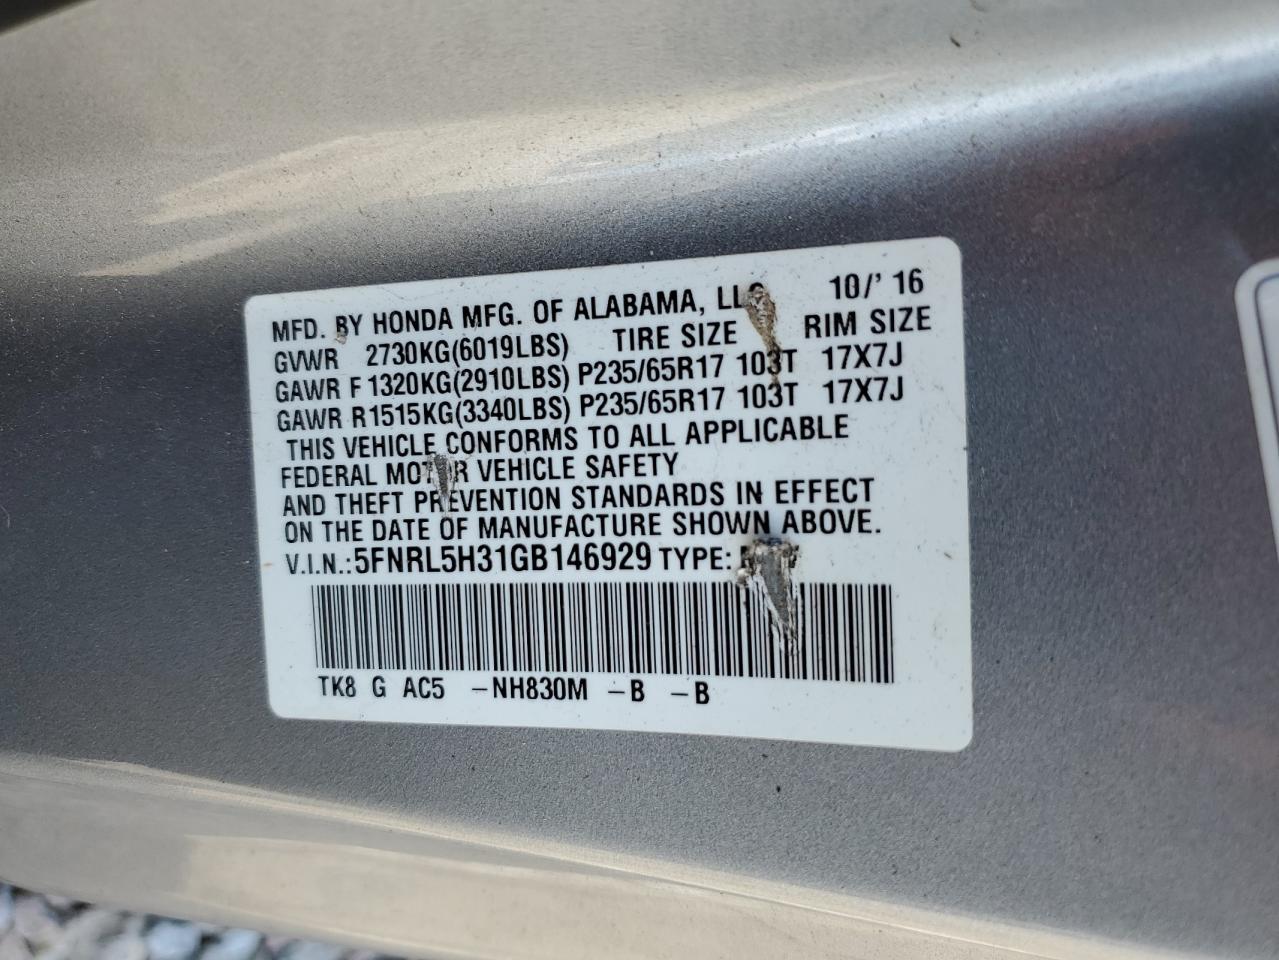 MFD. BY HONDA MFG. OF ALABAMA, LLC 10/'16
GVWR 2730KG(6019LBS) TIRE SIZE RIM SIZE
GAWR F 1320KG(2910LBS) P235/65R17 103T 17X7J
GAWR R1515KG(3340LBS) P235/65R17 103T 17X7J
THIS VEHICLE CONFORMS TO ALL APPLICABLE
FEDERAL MOTOR VEHICLE SAFETY
AND THEFT PREVENTION STANDARDS IN EFFECT
ON THE DATE OF MANUFACTURE SHOWN ABOVE.
V.I.N.:5FNRL5H31GB146929 TYPE:
TK8 G AC5 -NH830M -B -B